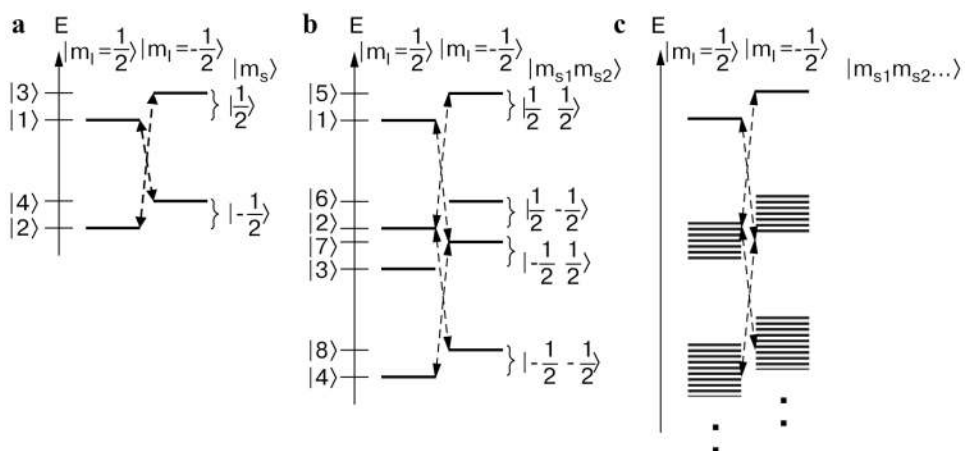 a
E
|m_I=1/2⟩|m_I=-1/2⟩
|m_s⟩
|3⟩
|1⟩
|4⟩
|2⟩
} |1/2⟩
} |-1/2⟩
b
E
|m_I=1/2⟩|m_I=-1/2⟩
|m_s1 m_s2⟩
|5⟩
|1⟩
|6⟩
|2⟩
|7⟩
|3⟩
|8⟩
|4⟩
} |1/2 1/2⟩
} |1/2 -1/2⟩
} |-1/2 1/2⟩
} |-1/2 -1/2⟩
c
E
|m_I=1/2⟩|m_I=-1/2⟩
|m_s1 m_s2...⟩